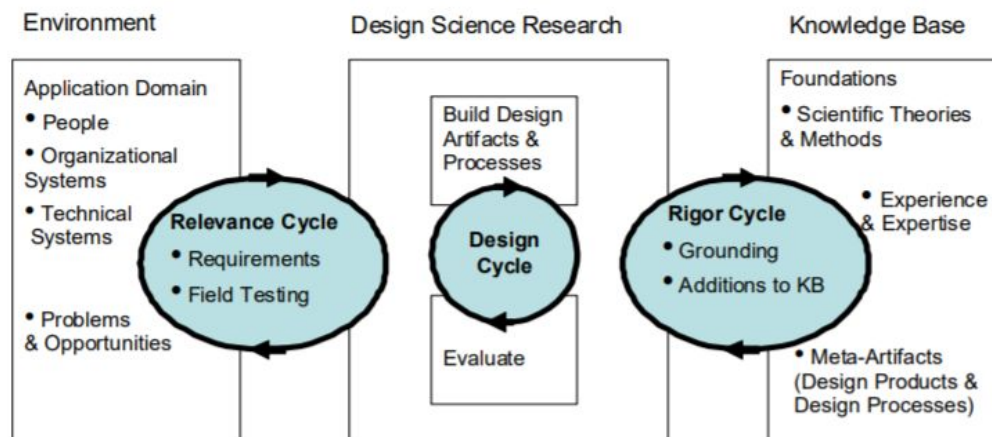 Environment
Design Science Research
Knowledge Base
Application Domain
• People
• Organizational
Systems
• Technical
Systems
• Problems
& Opportunities
Relevance Cycle
• Requirements
• Field Testing
Build Design
Artifacts &
Processes
Design
Cycle
Evaluate
Rigor Cycle
• Grounding
• Additions to KB
Foundations
• Scientific Theories
& Methods
• Experience
& Expertise
• Meta-Artifacts
(Design Products &
Design Processes)